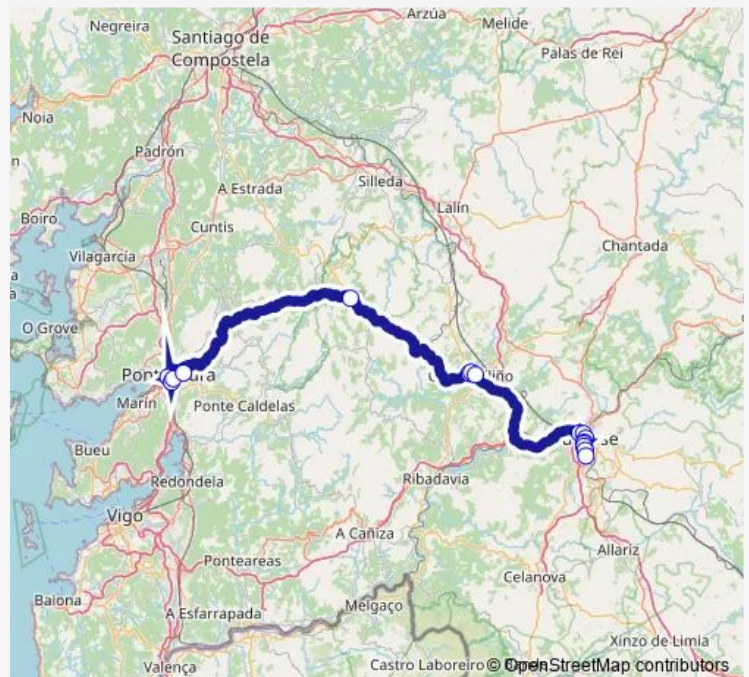 Negreira
Arzúa
Melide
Santiago de
Compostela
Palas de Rei
Noia
Padrón
Silleda
A Estrada
Lalín
Boiro
Cuntis
Chantada
Vilagarcía
O Grove
Marín
Ponte Caldelas
Bueu
Redondela
Ribadavia
Vigo
A Cañiza
Ponteareas
Allariz
Celanova
Baiona
A Esfarrapada
Melgaço
Xinzo de Limia
Valença
Castro Laboreiro
© OpenStreetMap contributors